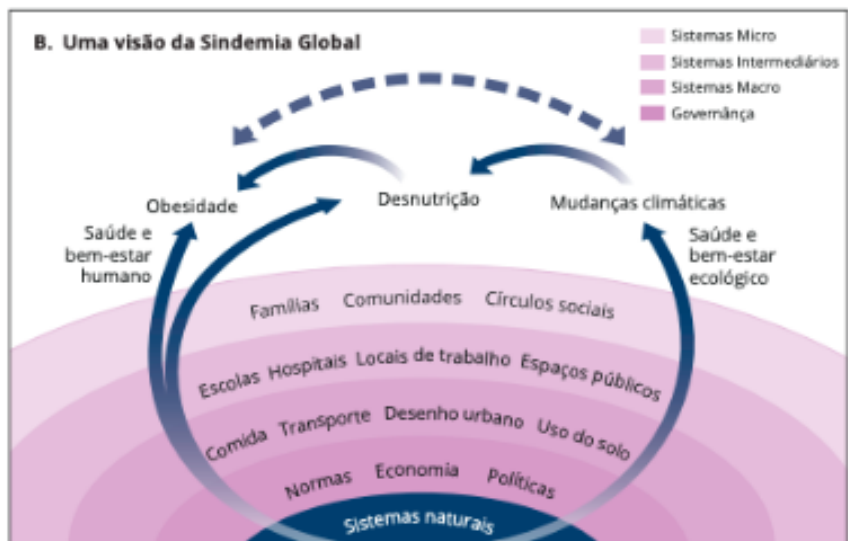 B. Uma visão da Sindemia Global
Sistemas Micro
Sistemas Intermediários
Sistemas Macro
Governânça
Obesidade
Desnutrição
Mudanças climáticas
Saúde e
bem-estar
humano
Saúde e
bem-estar
ecológico
Famílias Comunidades Círculos sociais
Escolas Hospitais Locais de trabalho Espaços públicos
Comida Transporte Desenho urbano Uso do solo
Normas Economia Políticas
Sistemas naturais